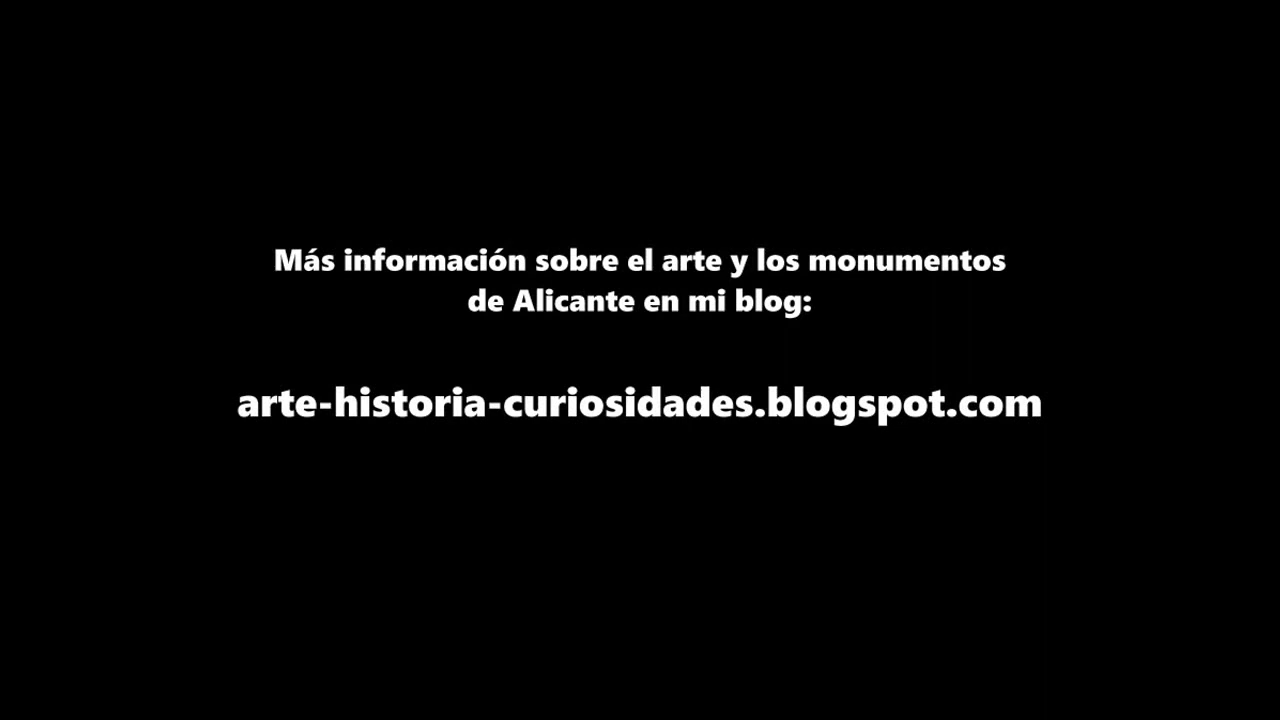 Más información sobre el arte y los monumentos
de Alicante en mi blog:
arte-historia-curiosidades.blogspot.com